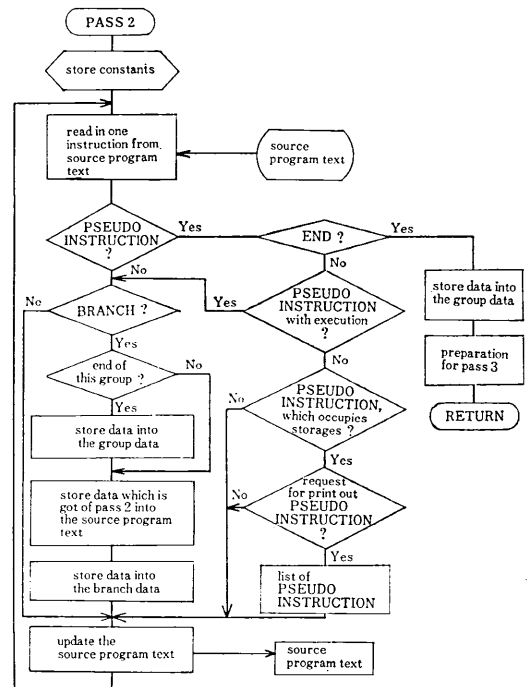 PASS 2
store constants
read in one
instruction from.
source program
text
source
program text
PSEUDO
INSTRUCTION
?
Yes
No
END ?
Yes
No
store data into
the group data
preparation
for pass 3
RETURN
PSEUDO
INSTRUCTION
with execution
?
Yes
No
BRANCH ?
No
Yes
end of
this group ?
No
Yes
store data into
the group data
PSEUDO
INSTRUCTION,
which occupies
storages ?
No
Yes
store data which is
got of pass 2 into
the source program
text
request
for print out
PSEUDO
INSTRUCTION
?
No
Yes
store data into
the branch data
list of
PSEUDO
INSTRUCTION
update the
source program text
source
program text